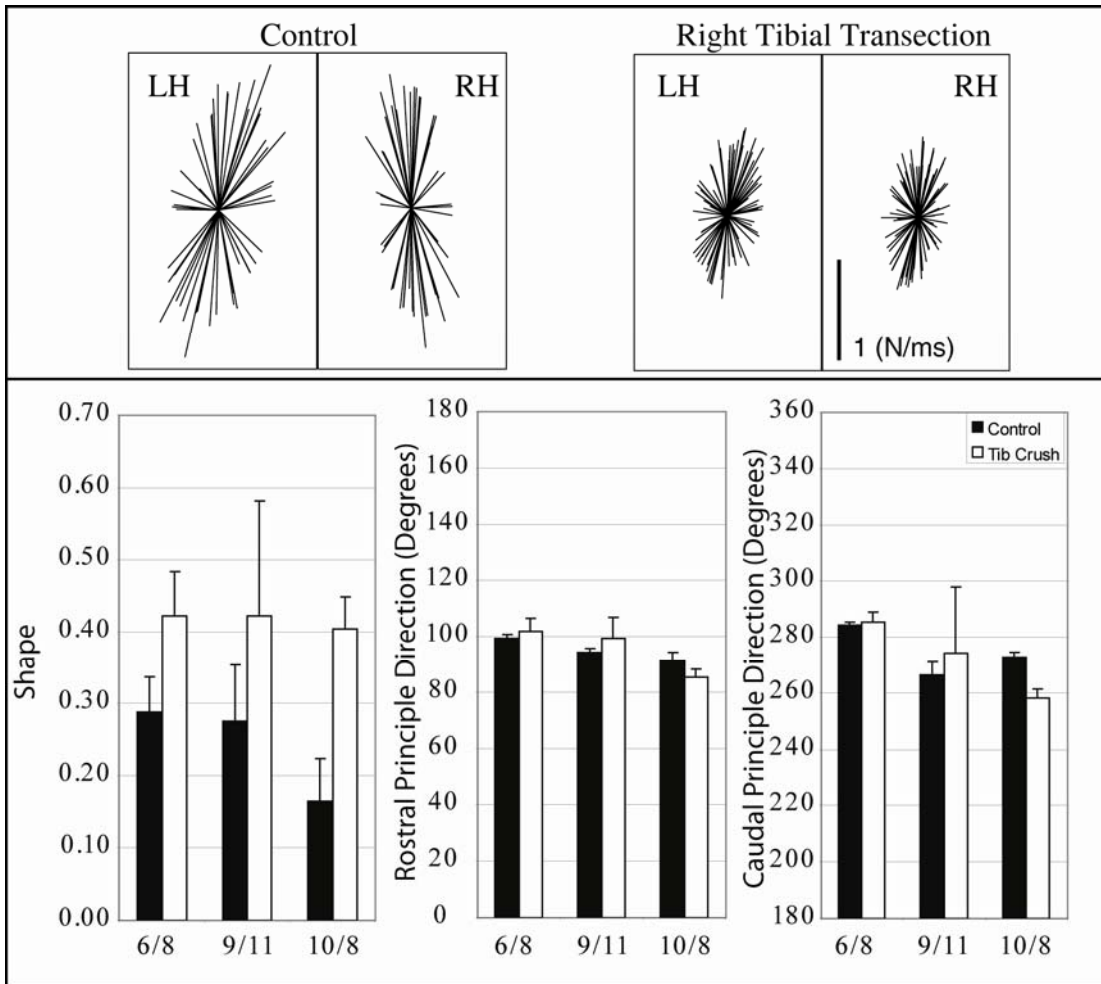 Control
Right Tibial Transection
LH
RH
LH
RH
1 (N/ms)
Shape
0.70
0.60
0.50
0.40
0.30
0.20
0.10
0.00
6/8 9/11 10/8
Rostral Principle Direction (Degrees)
180
160
140
120
100
80
60
40
20
0
6/8 9/11 10/8
Caudal Principle Direction (Degrees)
360
340
320
300
280
260
240
220
200
180
6/8 9/11 10/8
Control
Tib Crush